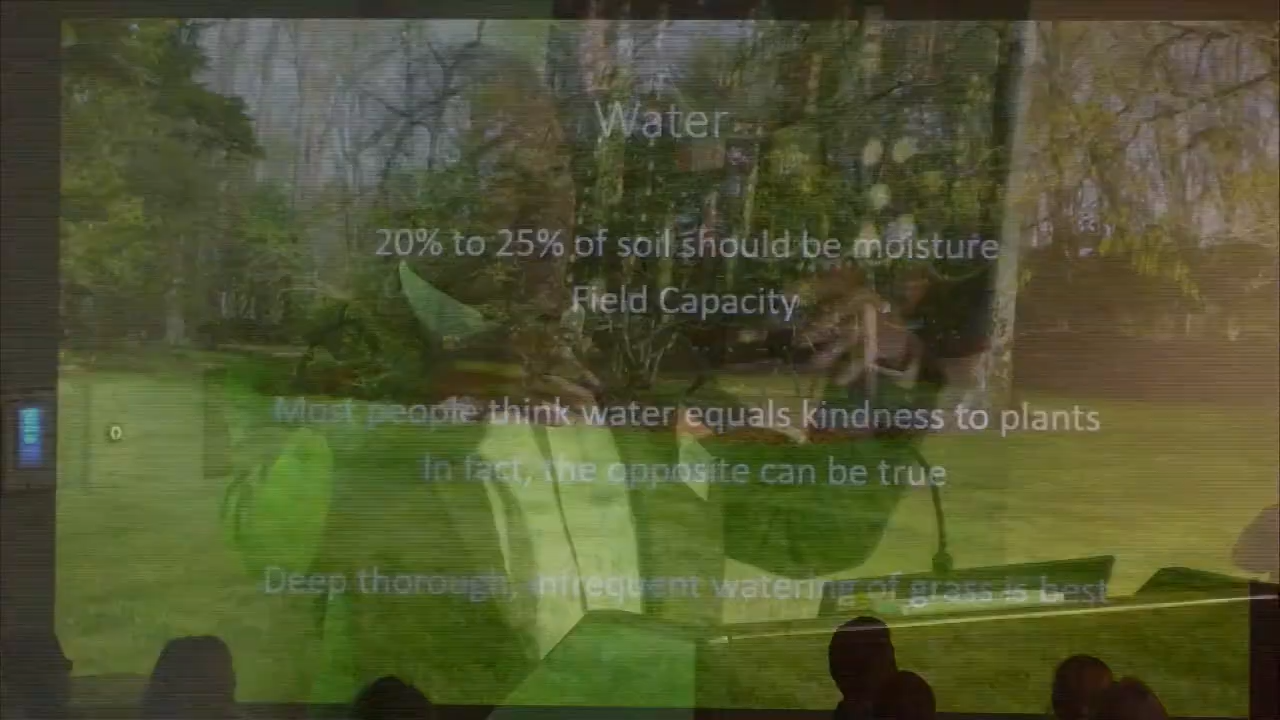 Water
20% to 25% of soil should be moisture
Field Capacity
Most people think water equals kindness to plants
In fact, the opposite can be true
Deep thorough, infrequent watering of grass is best